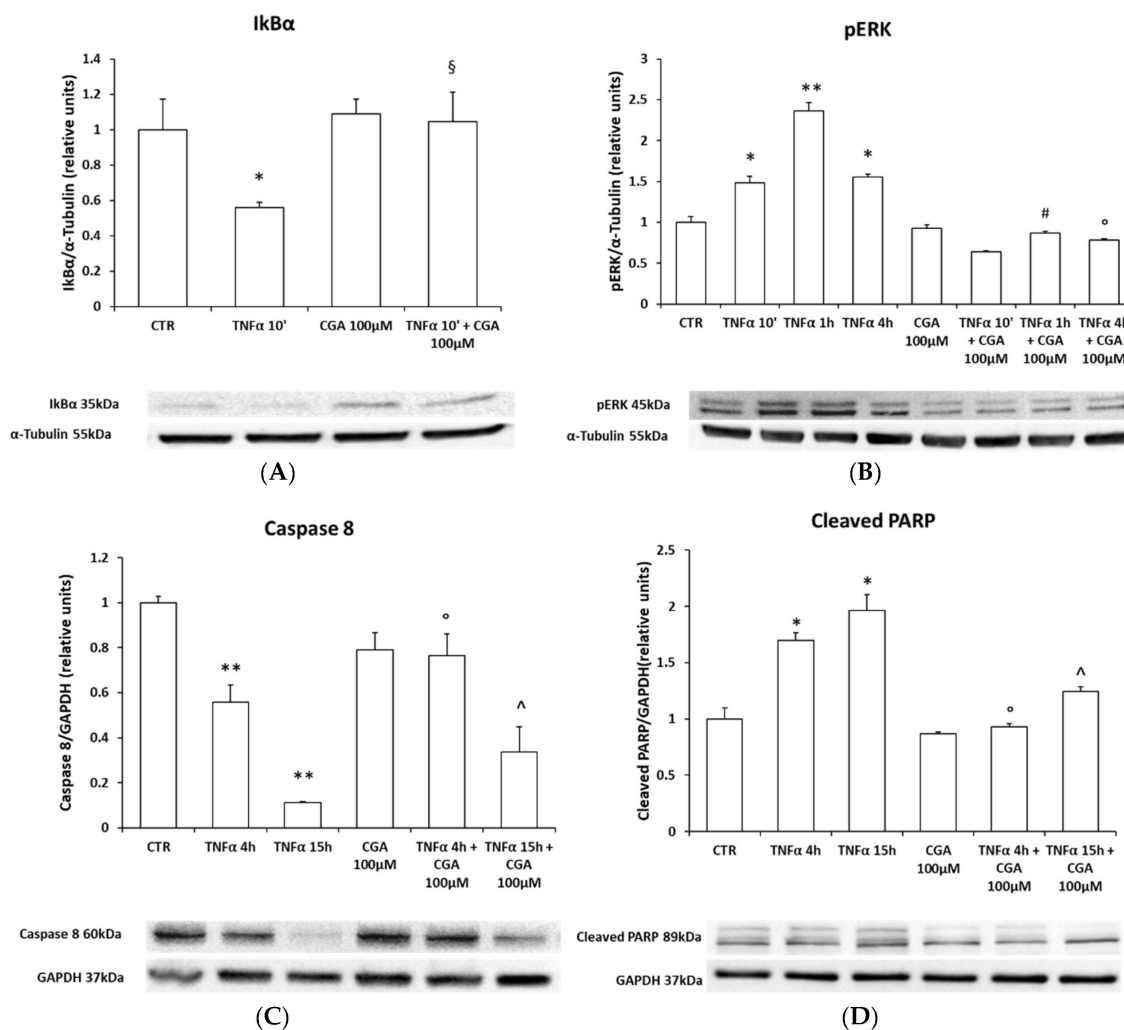 IkBα
IkBα/α-Tubulin (relative units)
1.4
1.2
1
0.8
0.6
0.4
0.2
0
*
§
CTR
TNFα 10'
CGA 100μM
TNFα 10' + CGA
100μM
IkBα 35kDa
α-Tubulin 55kDa
(A)
pERK
pERK/α-Tubulin (relative units)
3
2.5
2
1.5
1
0.5
0
*
**
*
#
°
CTR
TNFα 10'
TNFα 1h
TNFα 4h
CGA
100μM
TNFα 10'
+ CGA
100μM
TNFα 1h
+ CGA
100μM
TNFα 4h
+ CGA
100μM
pERK 45kDa
α-Tubulin 55kDa
(B)
Caspase 8
Caspase 8/GAPDH (relative units)
1.2
1
0.8
0.6
0.4
0.2
0
**
**
°
^
CTR
TNFα 4h
TNFα 15h
CGA
100μM
TNFα 4h +
CGA
100μM
TNFα 15h +
CGA
100μM
Caspase 8 60kDa
GAPDH 37kDa
(C)
Cleaved PARP
Cleaved PARP/GAPDH(relative units)
2.5
2
1.5
1
0.5
0
*
*
°
^
CTR
TNFα 4h
TNFα 15h
CGA
100μM
TNFα 4h +
CGA
100μM
TNFα 15h +
CGA
100μM
Cleaved PARP 89kDa
GAPDH 37kDa
(D)